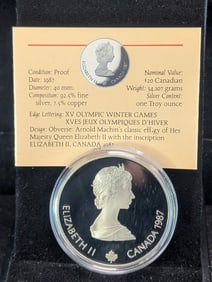 Condition: Proof
Date: 1987
Diameter: 40 mm.
Composition: 92.5% fine
silver, 7.5% copper
Nominal Value:
$20 Canadian
Weight: 34.107 grams
Silver Content:
one Troy ounce
Edge Lettering: XV OLYMPIC WINTER GAMES
XVES JEUX OLYMPIQUES D'HIVER
Design: Obverse: Arnold Machin's classic effigy of Her
Majesty Queen Elizabeth II with the inscription
ELIZABETH II, CANADA 1987
ELIZABETH II CANADA 1987